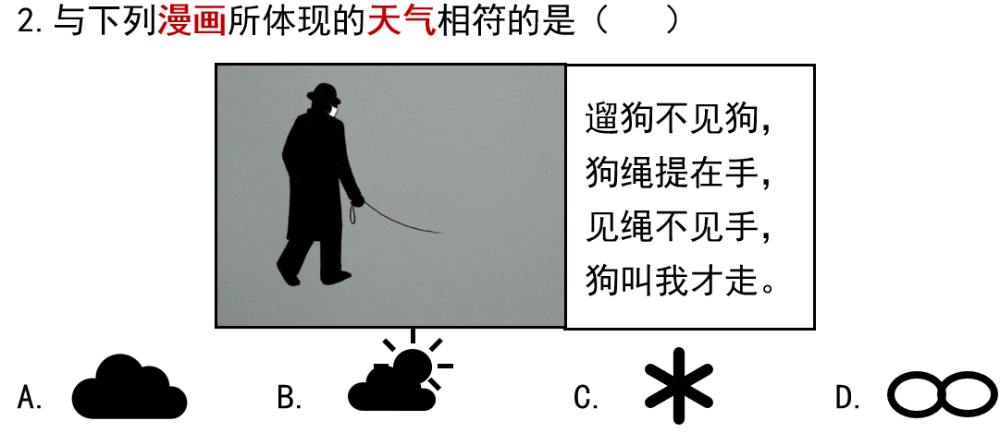 2.与下列漫画所体现的天气相符的是（ ）
遛狗不见狗，
狗绳提在手，
见绳不见手，
狗叫我才走。
A. B. C. D.